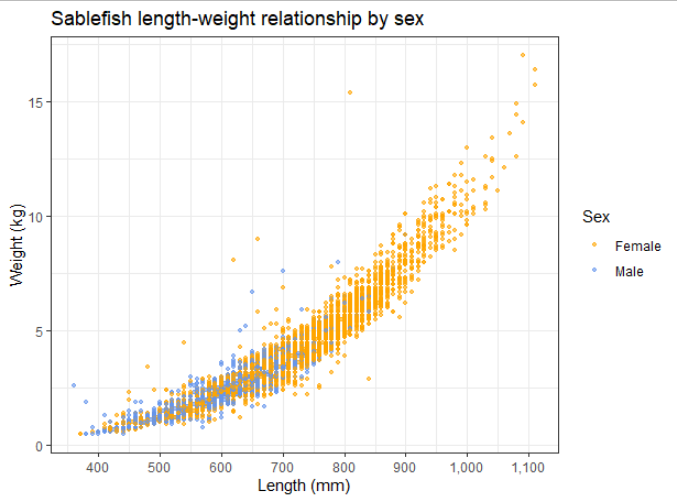 Sablefish length-weight relationship by sex
15
10
5
0
Weight (kg)
400 500 600 700 800 900 1,000 1,100
Length (mm)
Sex
Female
Male